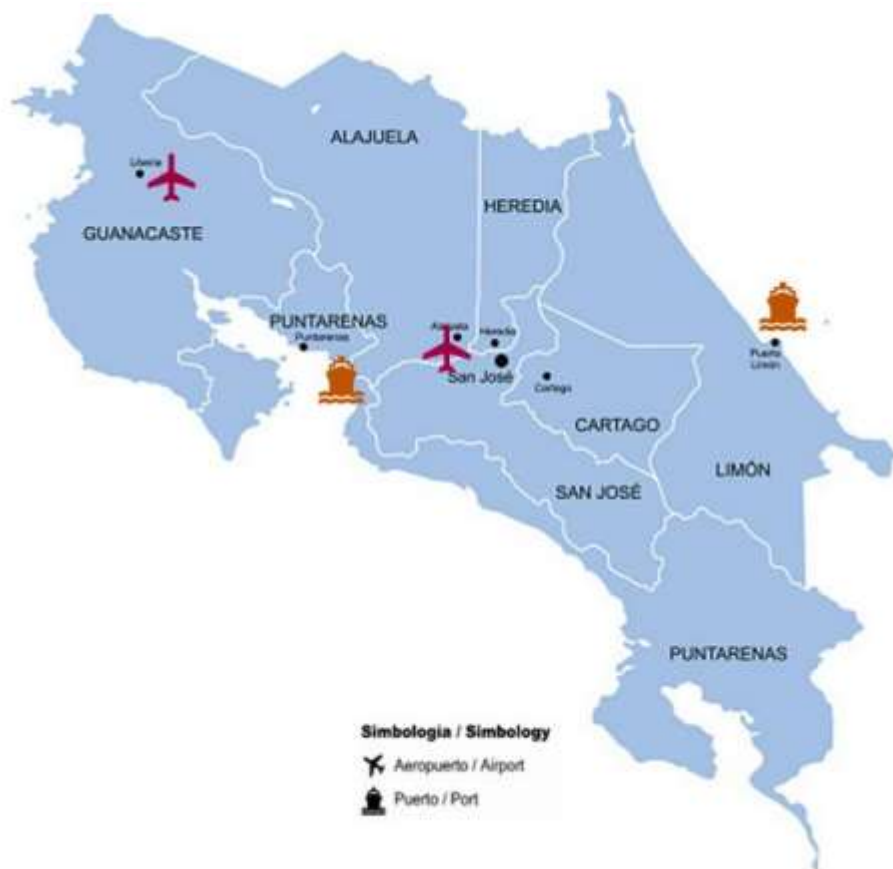 ALAJUELA
Liberia
HEREDIA
GUANACASTE
PUNTARENAS
Puntarenas
Heredia
San José
Puerto
Limón
Cartago
CARTAGO
LIMÓN
SAN JOSÉ
PUNTARENAS
Simbologia / Simbology
Aeropuerto / Airport
Puerto / Port